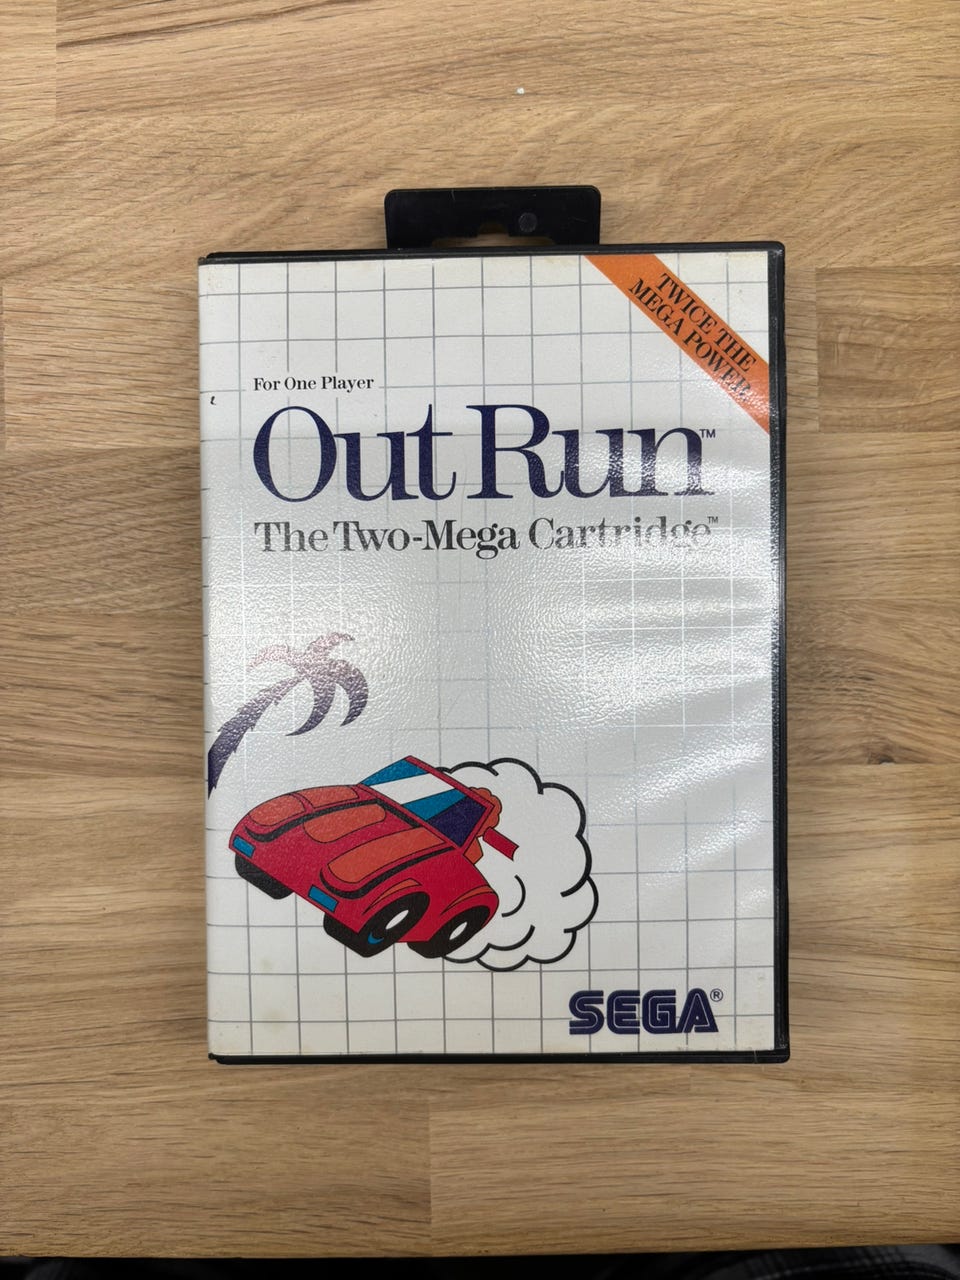 TWICE THE
MEGA POWER
For One Player
Out Run™
The Two-Mega Cartridge™
SEGA®